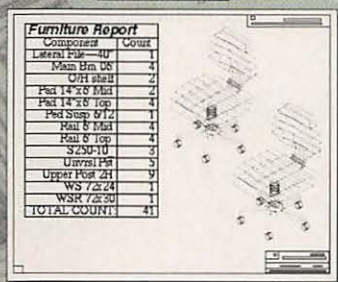 Furniture Report
Component Count
Lateral File—40" 1
Main Bm 06' 4
O/H shelf 2
Pad 14"x6' Mid 2
Pad 14"x6' Top 4
Ped Susp 6/12 1
Rail 6' Mid 4
Rail 6' Top 4
S250-10 3
Unvrsl Pst 5
Upper Post 2H 9
WS 72x24 1
WSR 72x30 1
TOTAL COUNT: 41